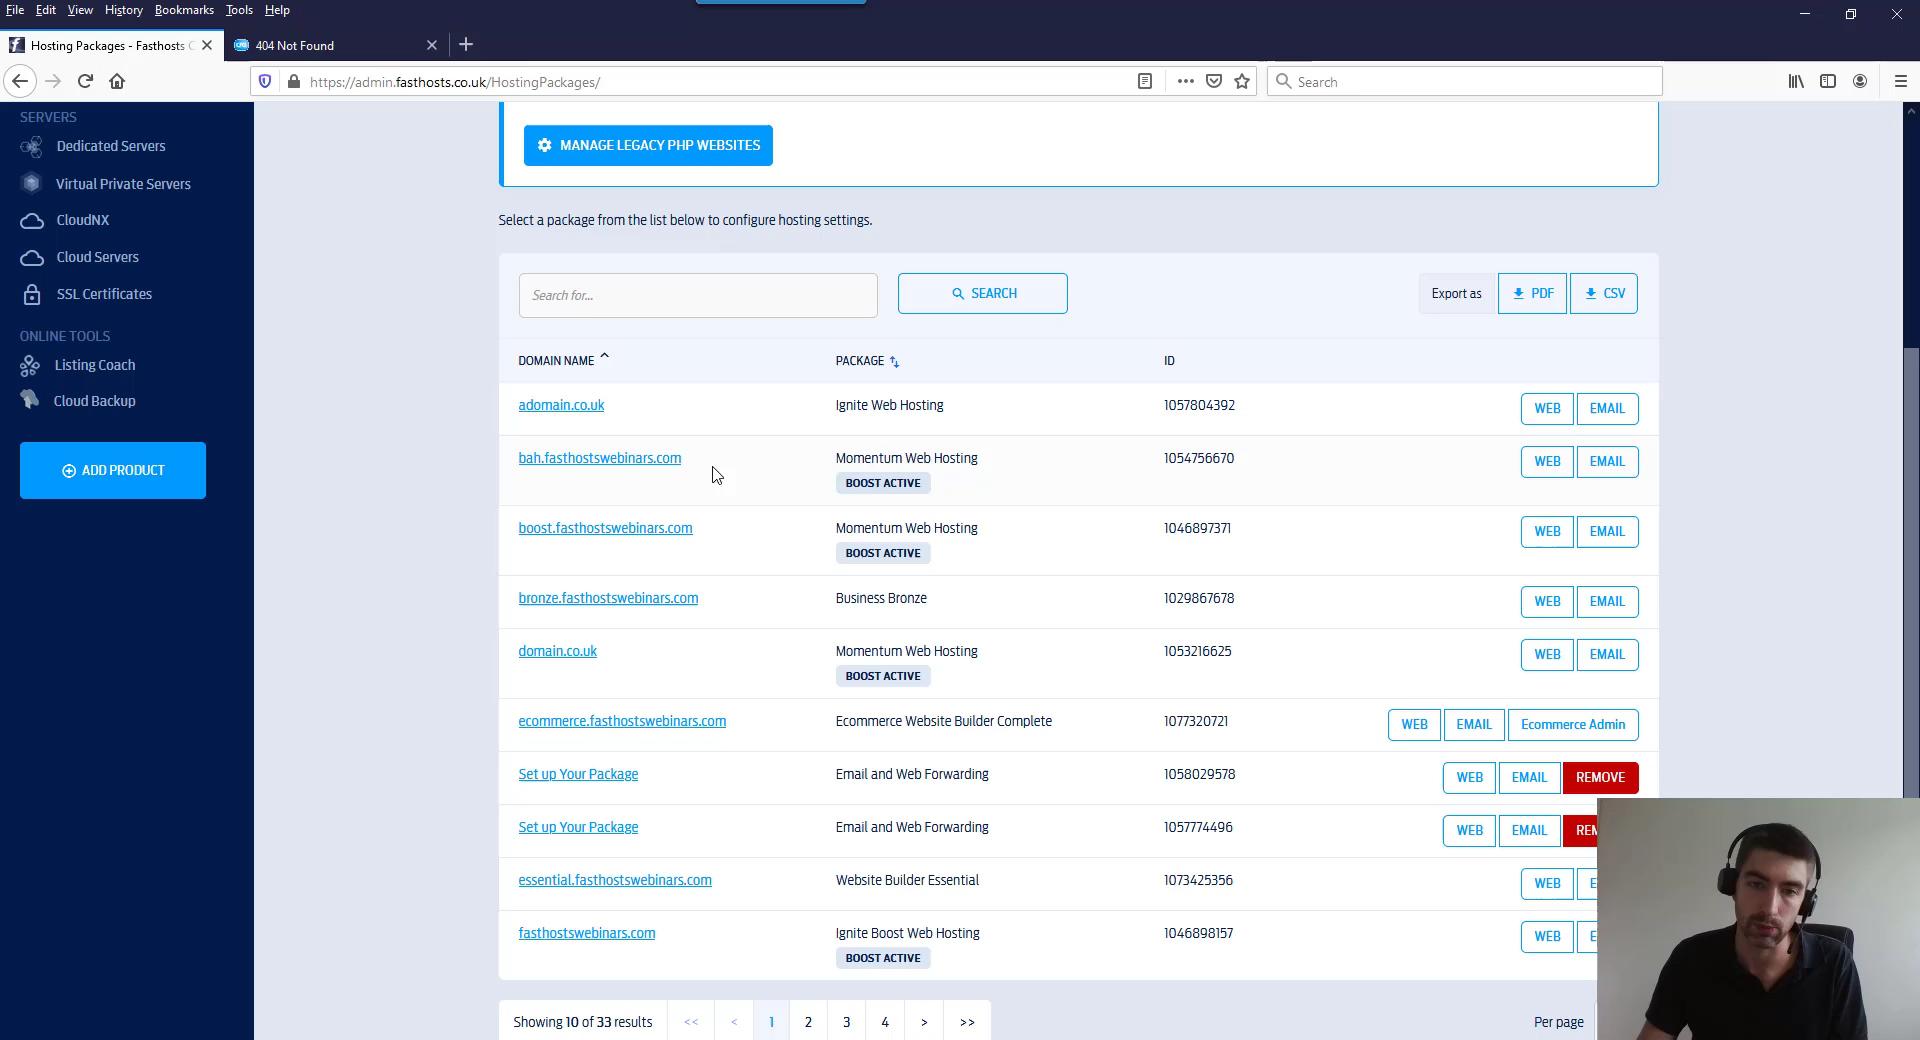 File Edit View History Bookmarks Tools Help
Hosting Packages - Fasthosts C
404 Not Found
https://admin.fasthosts.co.uk/HostingPackages/
Search
SERVERS
Dedicated Servers
Virtual Private Servers
CloudNX
Cloud Servers
SSL Certificates
ONLINE TOOLS
Listing Coach
Cloud Backup
ADD PRODUCT
MANAGE LEGACY PHP WEBSITES
Select a package from the list below to configure hosting settings.
Search for... SEARCH Export as PDF CSV
DOMAIN NAME PACKAGE ID
adomain.co.uk Ignite Web Hosting 1057804392 WEB EMAIL
bah.fasthostswebinars.com Momentum Web Hosting 1054756670 WEB EMAIL
BOOST ACTIVE
boost.fasthostswebinars.com Momentum Web Hosting 1046897371 WEB EMAIL
BOOST ACTIVE
bronze.fasthostswebinars.com Business Bronze 1029867678 WEB EMAIL
domain.co.uk Momentum Web Hosting 1053216625 WEB EMAIL
BOOST ACTIVE
ecommerce.fasthostswebinars.com Ecommerce Website Builder Complete 1077320721 WEB EMAIL Ecommerce Admin
Set up Your Package Email and Web Forwarding 1058029578 WEB EMAIL REMOVE
Set up Your Package Email and Web Forwarding 1057774496 WEB EMAIL REM
essential.fasthostswebinars.com Website Builder Essential 1073425356 WEB E
fasthostswebinars.com Ignite Boost Web Hosting 1046898157 WEB E
BOOST ACTIVE
Showing 10 of 33 results << < 1 2 3 4 > >> Per page